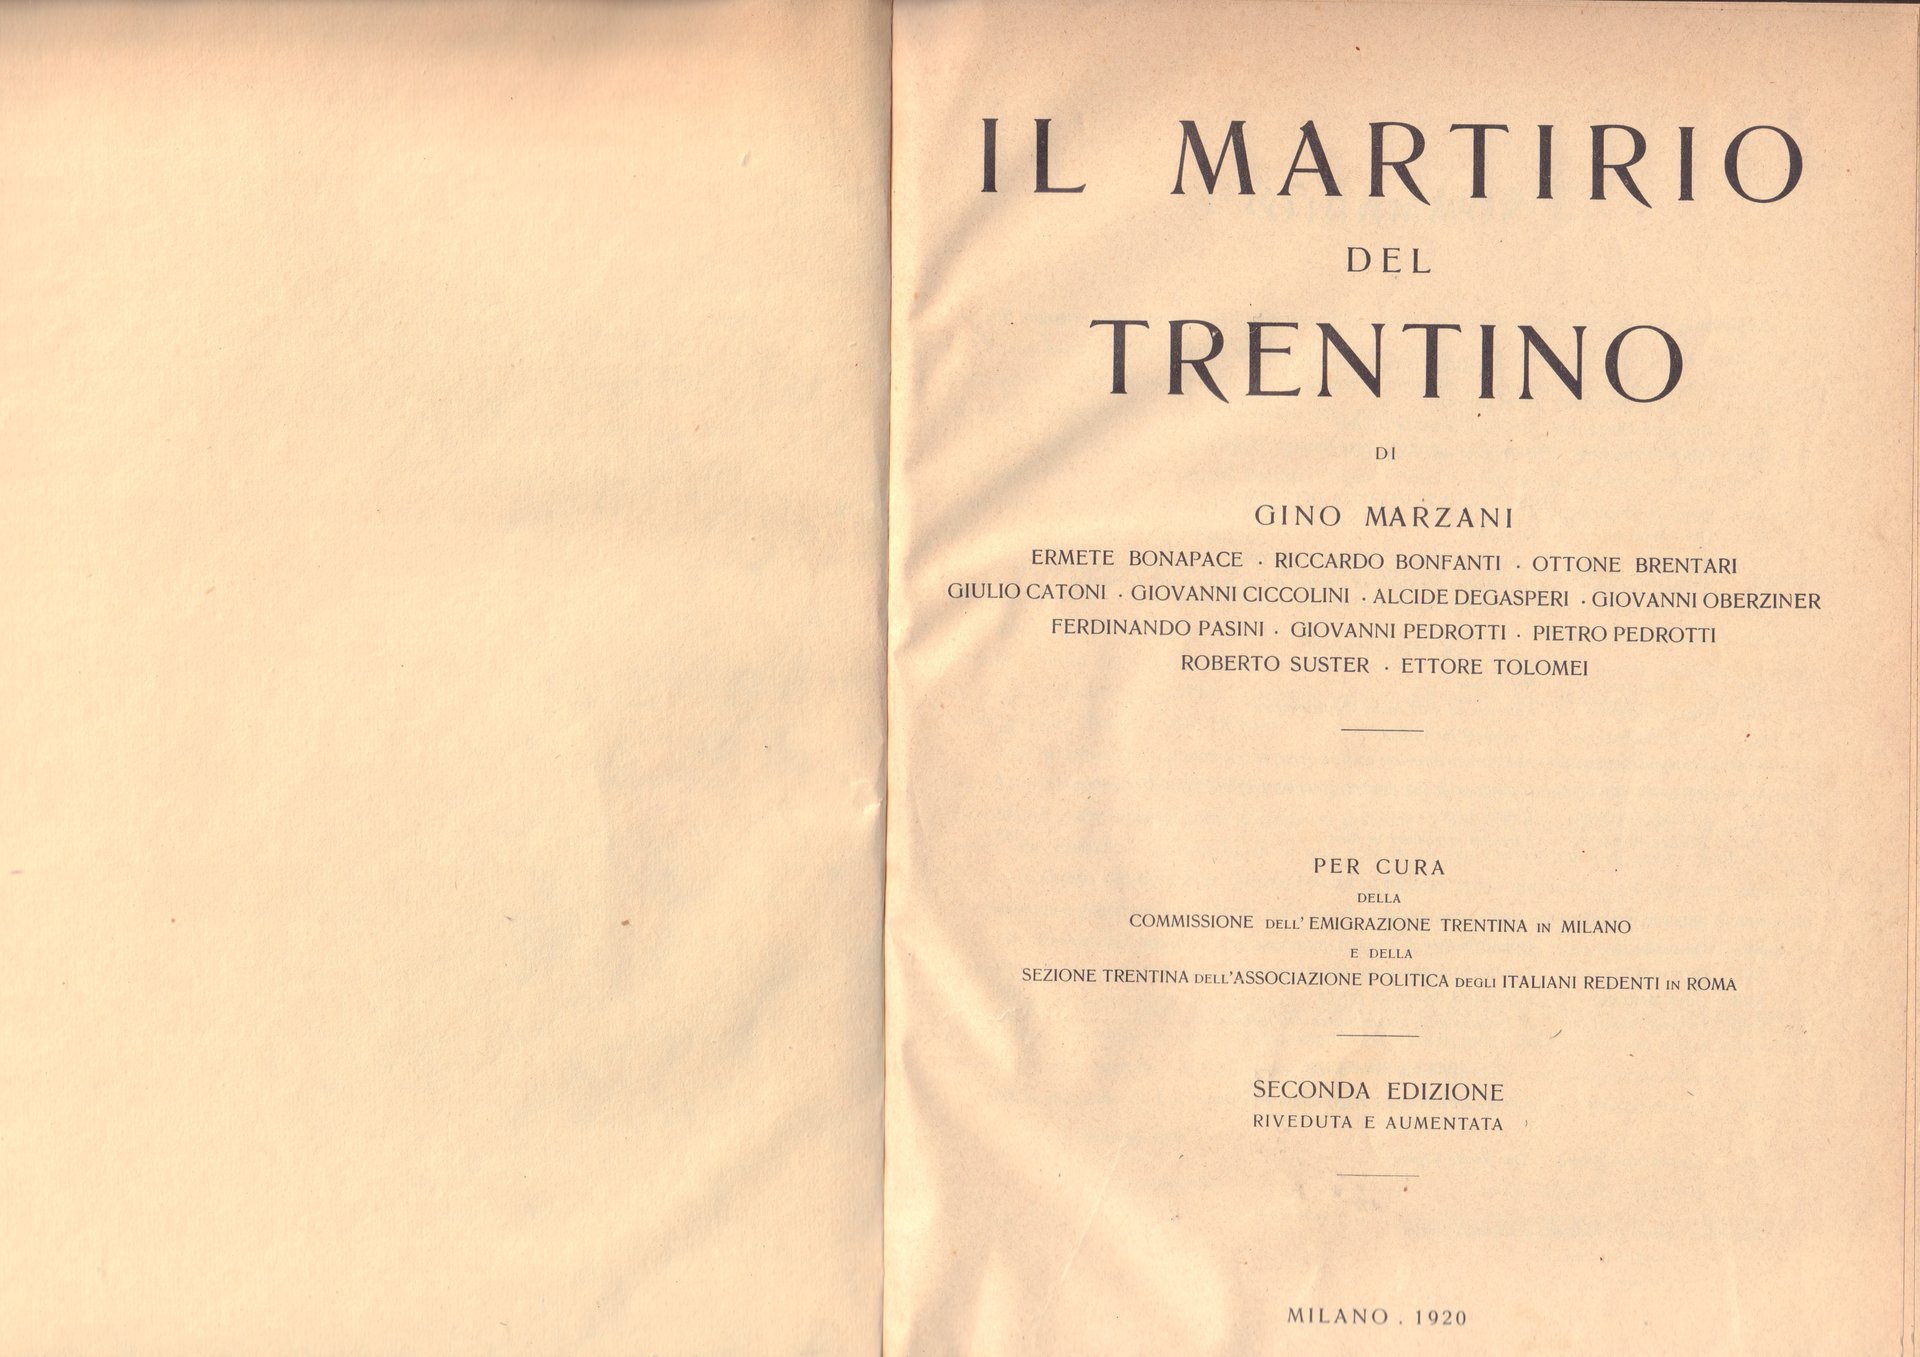 IL MARTIRIO
DEL
TRENTINO
DI
GINO MARZANI
ERMETE BONAPACE . RICCARDO BONFANTI . OTTONE BRENTARI
GIULIO CATONI . GIOVANNI CICCOLINI . ALCIDE DEGASPERI . GIOVANNI OBERZINER
FERDINANDO PASINI . GIOVANNI PEDROTTI . PIETRO PEDROTTI
ROBERTO SUSTER . ETTORE TOLOMEI
PER CURA
DELLA
COMMISSIONE DELL'EMIGRAZIONE TRENTINA IN MILANO
E DELLA
SEZIONE TRENTINA DELL'ASSOCIAZIONE POLITICA DEGLI ITALIANI REDENTI IN ROMA
SECONDA EDIZIONE
RIVEDUTA E AUMENTATA
MILANO . 1920